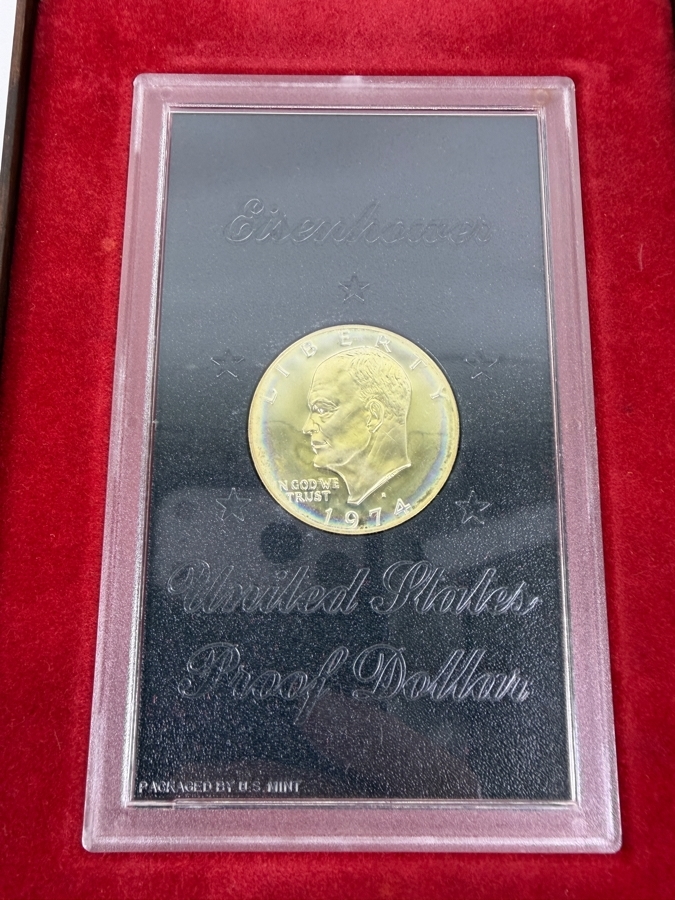 Eisenhower
LIBERTY
IN GOD WE
TRUST
S
1974
United States
Proof Dollar
PACKAGED BY U.S. MINT